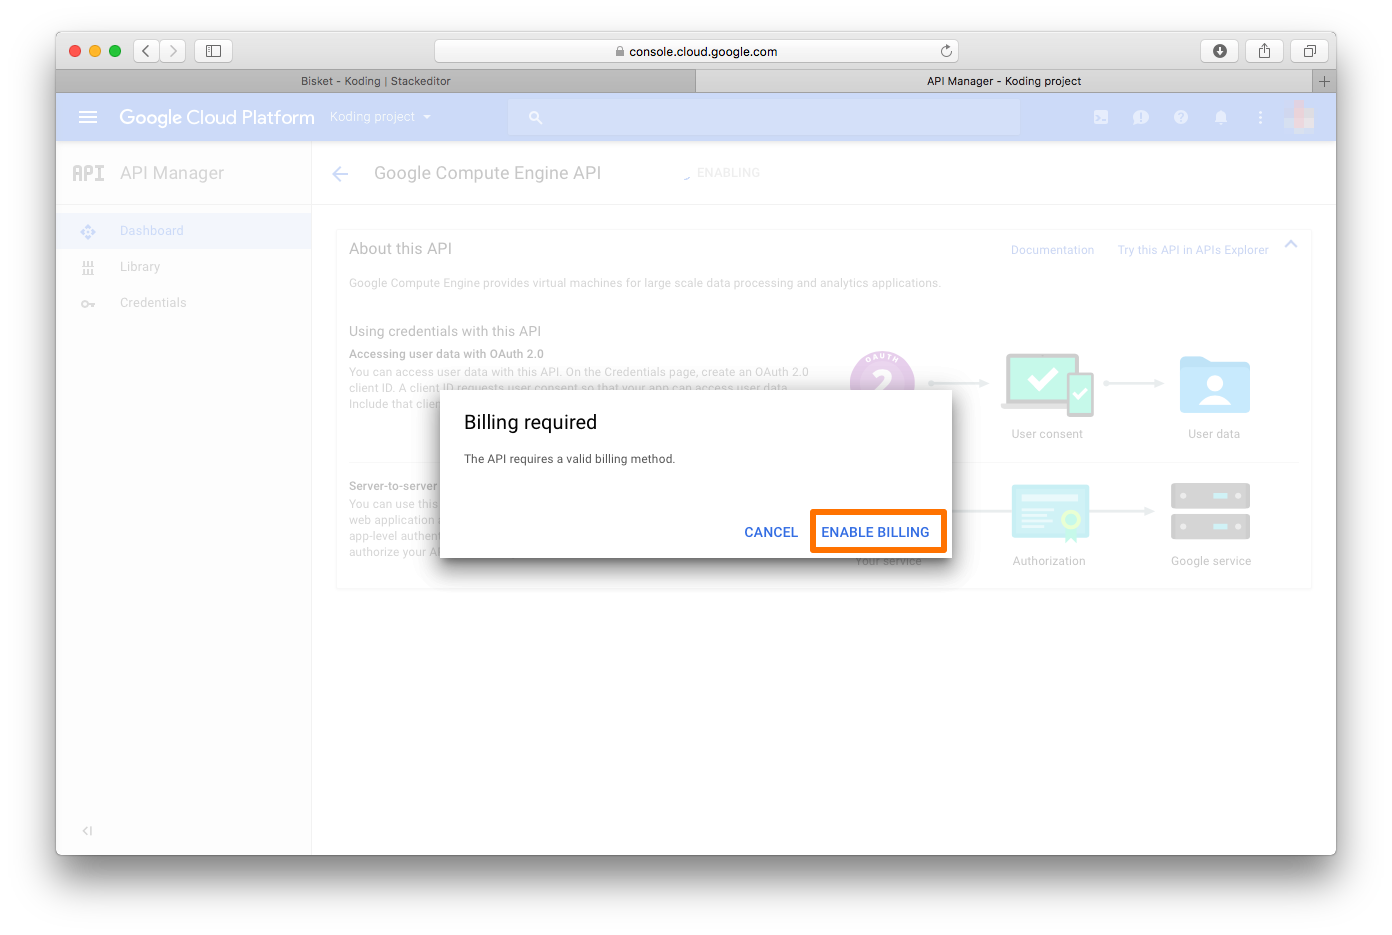 console.cloud.google.com
Bisket - Koding | Stackeditor
API Manager - Koding project
Google Cloud Platform
Koding project
API
API Manager
Google Compute Engine API
ENABLING
Dashboard
Library
Credentials
About this API
Documentation
Try this API in APIs Explorer
Google Compute Engine provides virtual machines for large scale data processing and analytics applications.
Using credentials with this API
Accessing user data with OAuth 2.0
You can access user data with this API. On the Credentials page, create an OAuth 2.0
client ID. A client ID requests user consent so that your app can access user data.
Include that clien
OAUTH
2
User consent
User data
Billing required
The API requires a valid billing method.
CANCEL
ENABLE BILLING
Server-to-server
You can use this
web application
app-level authent
authorize your A
Your service
Authorization
Google service